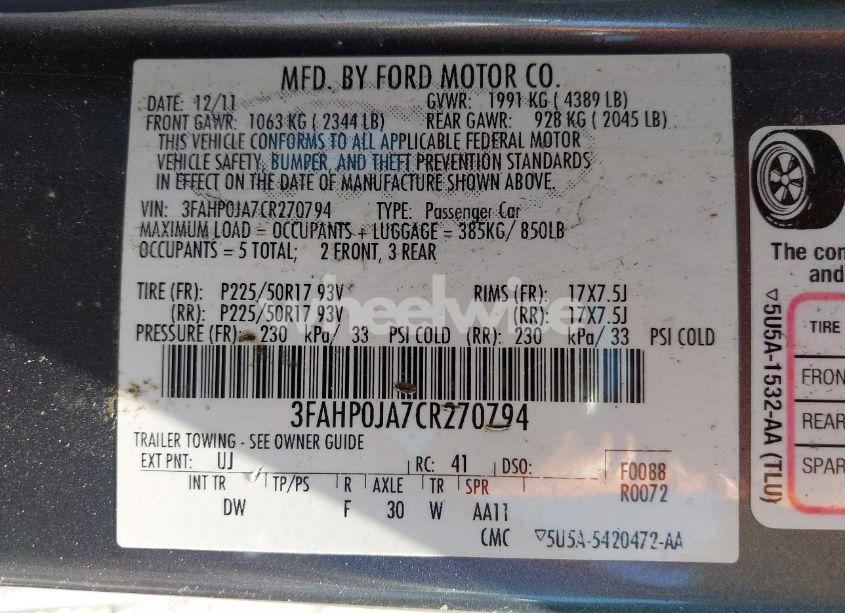 MFD. BY FORD MOTOR CO.
DATE: 12/11 GVWR: 1991 KG ( 4389 LB)
FRONT GAWR: 1063 KG ( 2344 LB) REAR GAWR: 928 KG ( 2045 LB)
THIS VEHICLE CONFORMS TO ALL APPLICABLE FEDERAL MOTOR
VEHICLE SAFETY, BUMPER, AND THEFT PREVENTION STANDARDS
IN EFFECT ON THE DATE OF MANUFACTURE SHOWN ABOVE.
VIN: 3FAHP0JA7CR270794 TYPE: Passenger Car
MAXIMUM LOAD = OCCUPANTS + LUGGAGE = 385KG/ 850LB
OCCUPANTS: = 5 TOTAL; 2 FRONT, 3 REAR
TIRE (FR): P225/50R17 93V RIMS (FR): 17X7.5J
(RR): P225/50R17 93V (RR): 17X7.5J
PRESSURE (FR): 230 kPa/ 33 PSI COLD (RR): 230 kPa/ 33 PSI COLD
3FAHP0JA7CR270794
TRAILER TOWING - SEE OWNER GUIDE
EXT PNT: UJ RC: 41 DSO: F0088
R0072
INT TR TP/PS R AXLE TR SPR
DW F 30 W AA11
CMC ▽5U5A-5420472-AA
The con
and
▽5U5A-1532-AA (TLU)
TIRE
FRON
REAR
SPAR
wheelwire